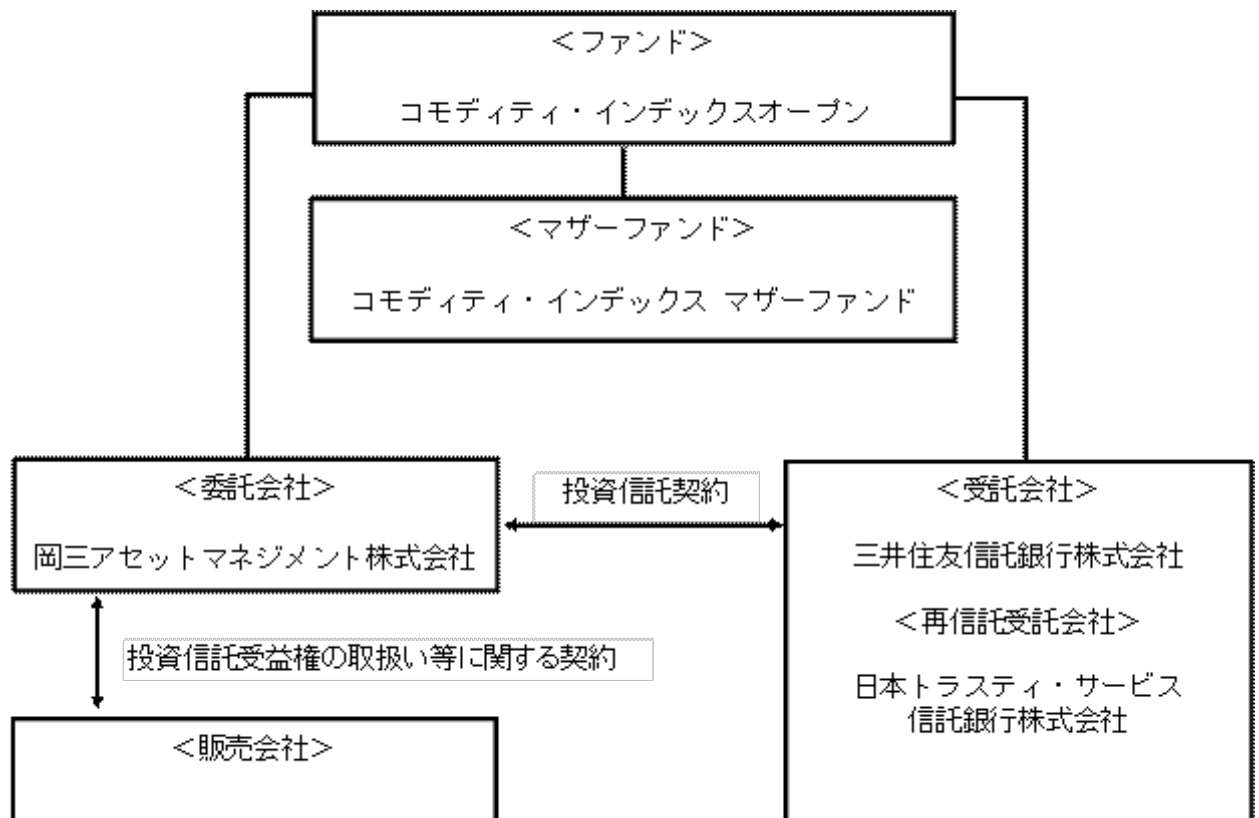 ＜ファンド＞
コモディティ・インデックスオープン
＜マザーファンド＞
コモディティ・インデックス マザーファンド
＜委託会社＞
岡三アセットマネジメント株式会社
投資信託契約
＜受託会社＞
三井住友信託銀行株式会社
＜再信託受託会社＞
日本トラスティ・サービス
信託銀行株式会社
投資信託受益権の取扱い等に関する契約
＜販売会社＞